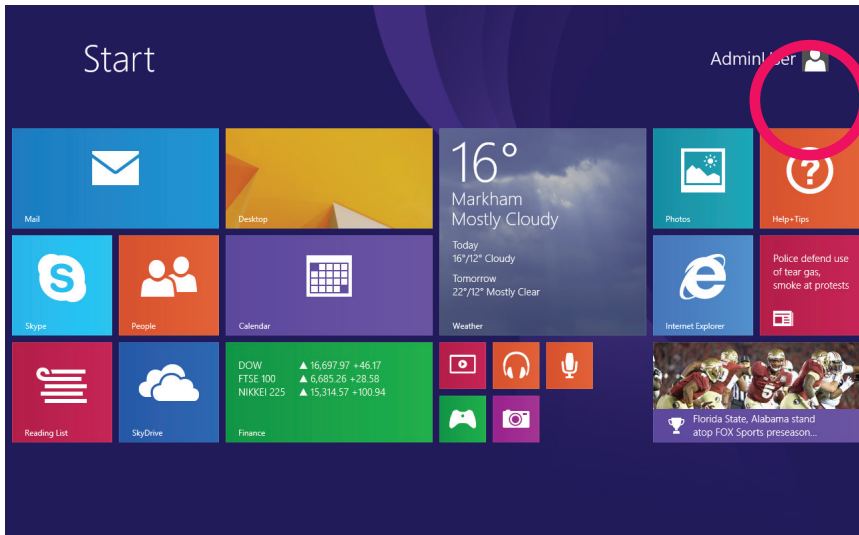 Start
AdminUser
Mail
Desktop
16°
Markham
Mostly Cloudy
Today
16°/12° Cloudy
Tomorrow
22°/12° Mostly Clear
Weather
Photos
Help+Tips
Skype
People
Calendar
Internet Explorer
Police defend use
of tear gas,
smoke at protests
Reading List
SkyDrive
DOW ▲ 16,697.97 +46.17
FTSE 100 ▲ 6,685.26 +28.58
NIKKEI 225 ▲ 15,314.57 +100.94
Finance
Florida State, Alabama stand
atop FOX Sports preseason...